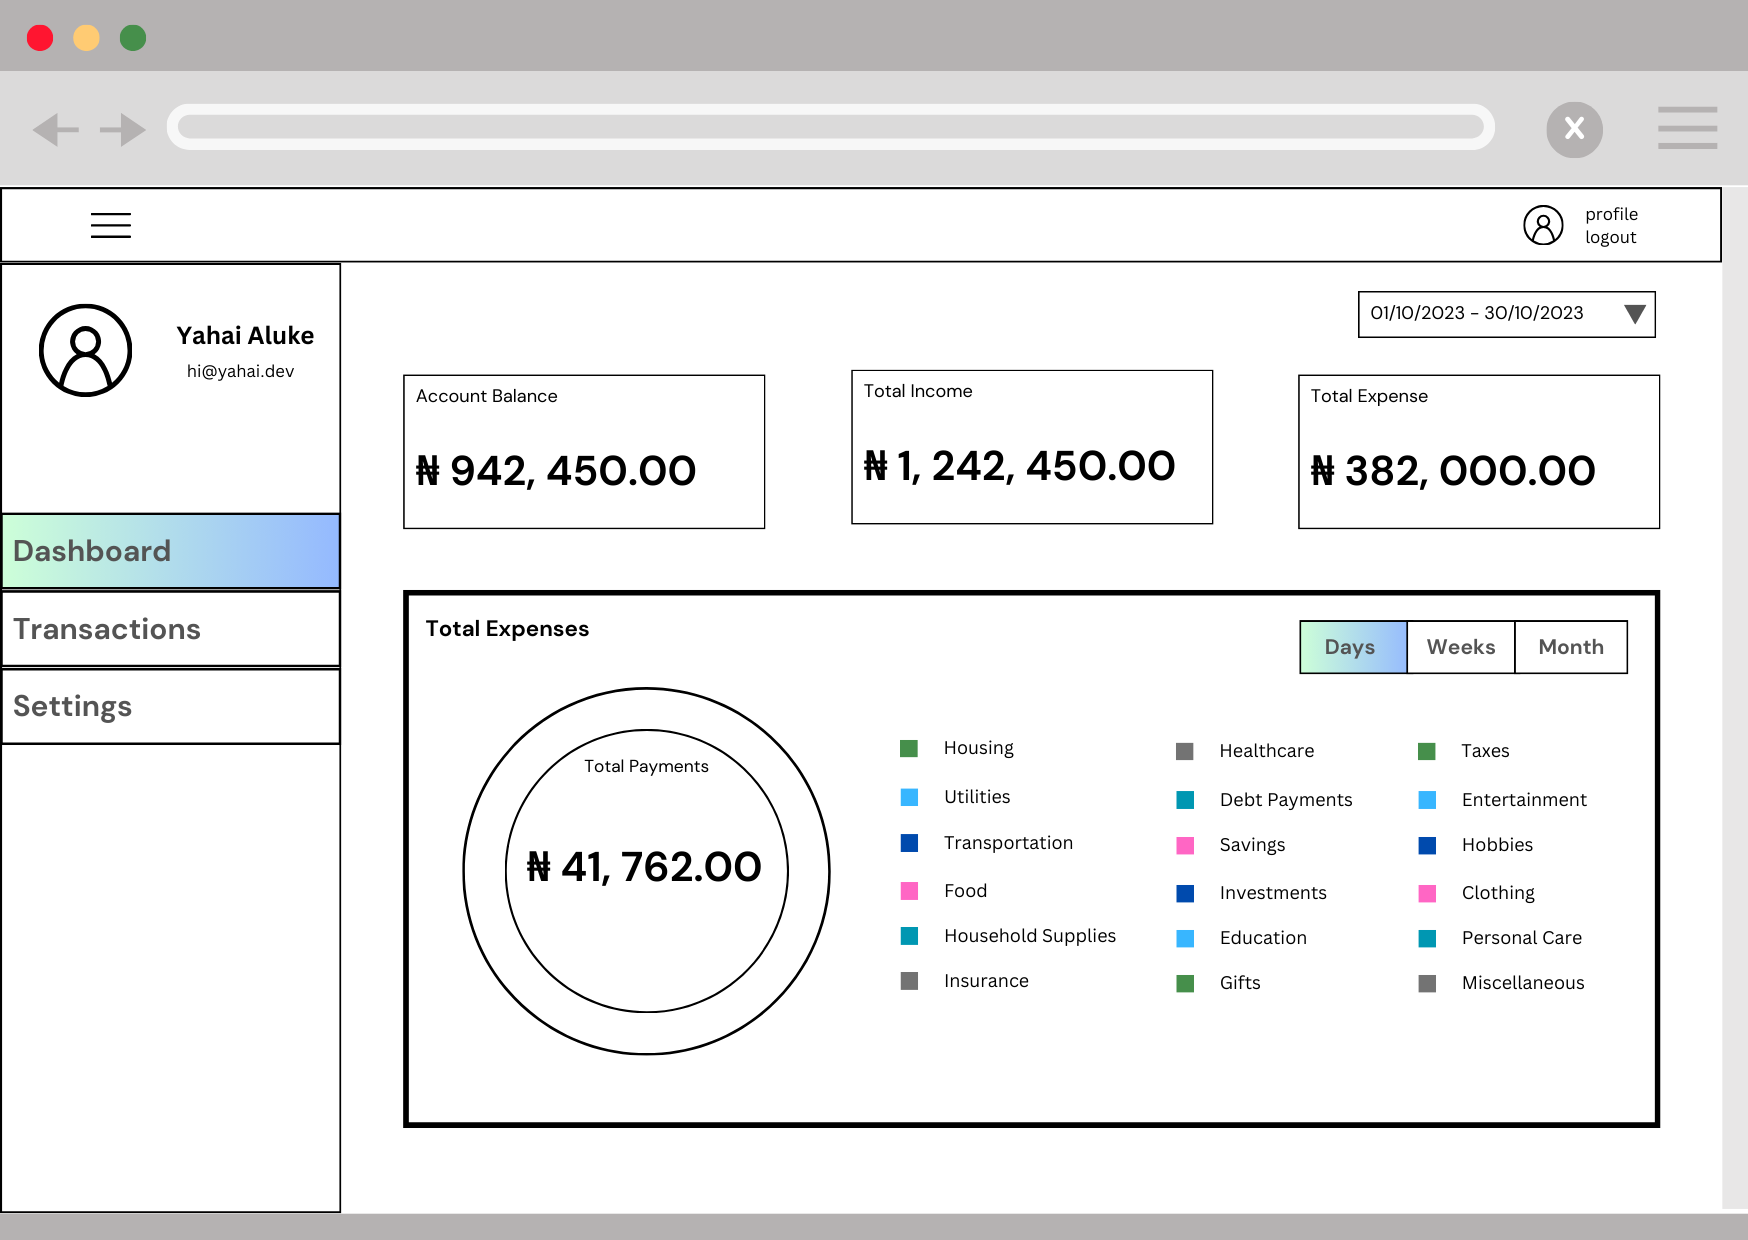 X
profile
logout
Yahai Aluke
hi@yahai.dev
Dashboard
Transactions
Settings
01/10/2023 - 30/10/2023
Account Balance
₦ 942, 450.00
Total Income
₦ 1, 242, 450.00
Total Expense
₦ 382, 000.00
Total Expenses
Days
Weeks
Month
Total Payments
₦ 41, 762.00
Housing
Utilities
Transportation
Food
Household Supplies
Insurance
Healthcare
Debt Payments
Savings
Investments
Education
Gifts
Taxes
Entertainment
Hobbies
Clothing
Personal Care
Miscellaneous